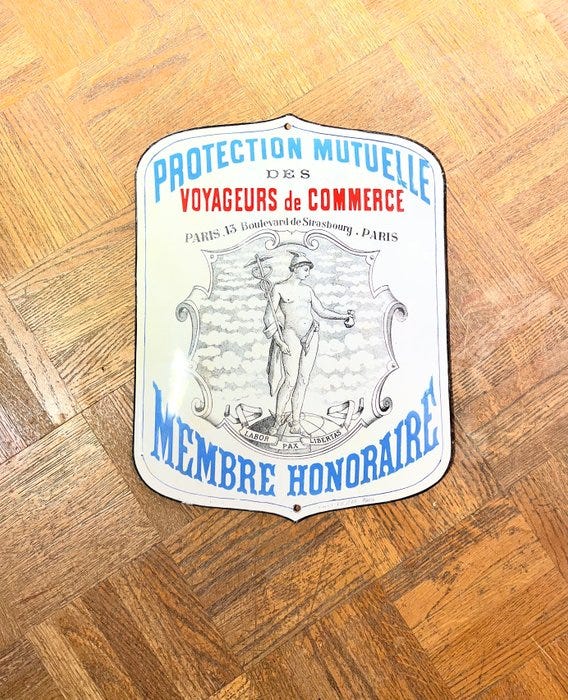 PROTECTION MUTUELLE
DES
VOYAGEURS de COMMERCE
PARIS .13 Boulevard de Strasbourg . PARIS
LABOR PAX LIBERTAS
MEMBRE HONORAIRE